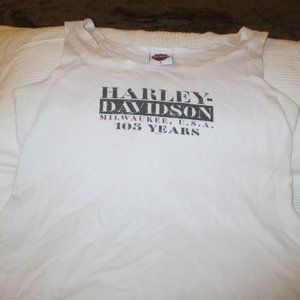 HARLEY-
DAVIDSON
MILWAUKEE, U.S.A.
105 YEARS